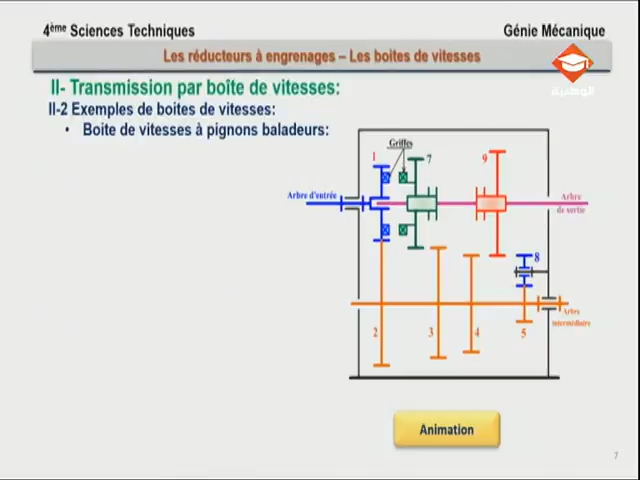 4ème Sciences Techniques
Génie Mécanique
Les réducteurs à engrenages – Les boites de vitesses
الوطنية
II- Transmission par boîte de vitesses:
II-2 Exemples de boites de vitesses:
• Boite de vitesses à pignons baladeurs:
Griffes
1
7
9
Arbre d'entrée
Arbre
de sortie
8
2
3
4
5
Arbre
intermédiaire
Animation
7